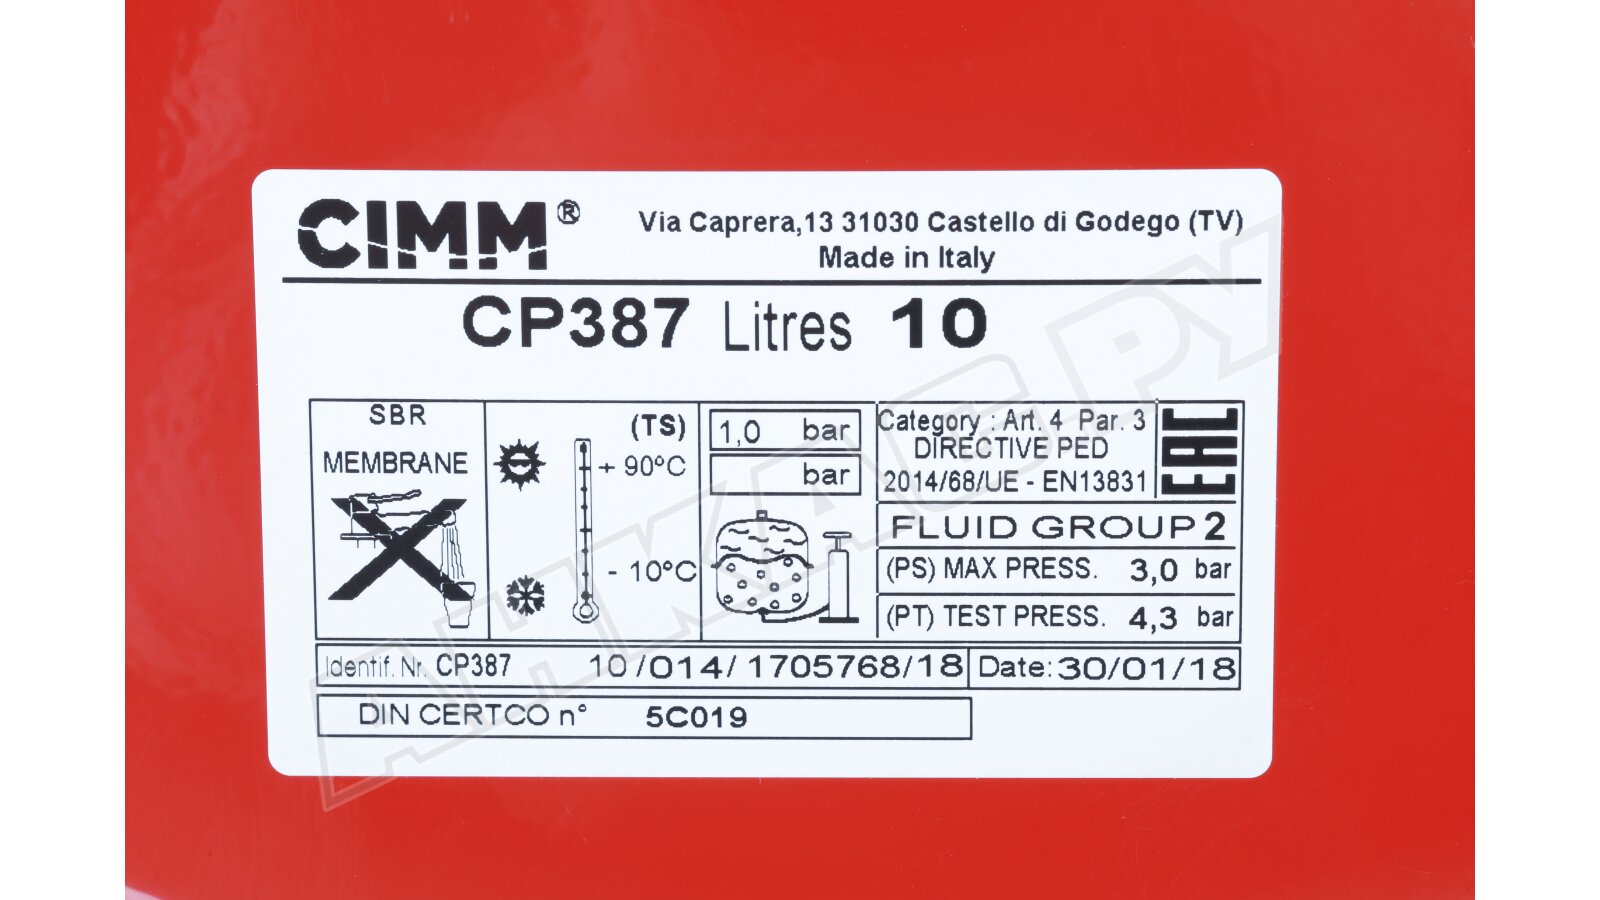 CIMM®
Via Caprera,13 31030 Castello di Godego (TV)
Made in Italy
CP387 Litres 10
SBR
MEMBRANE
(TS)
+ 90ºC
- 10ºC
1,0 bar
bar
Category : Art. 4 Par. 3
DIRECTIVE PED
2014/68/UE - EN13831
EAC
FLUID GROUP 2
(PS) MAX PRESS. 3,0 bar
(PT) TEST PRESS. 4,3 bar
Identif. Nr. CP387 10/014/1705768/18 Date: 30/01/18
DIN CERTCO n° 5C019